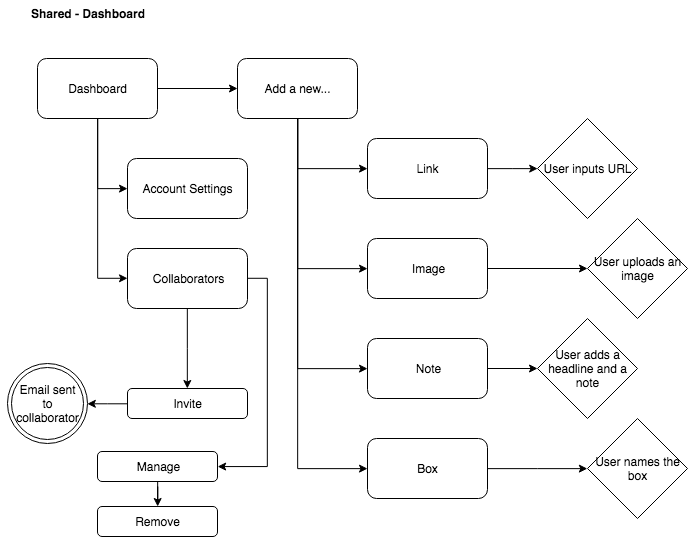 Shared - Dashboard
Dashboard
Add a new...
Account Settings
Link
User inputs URL
Collaborators
Image
User uploads an
image
Note
User adds a
headline and a
note
Email sent
to
collaborator
Invite
Manage
Box
User names the
box
Remove